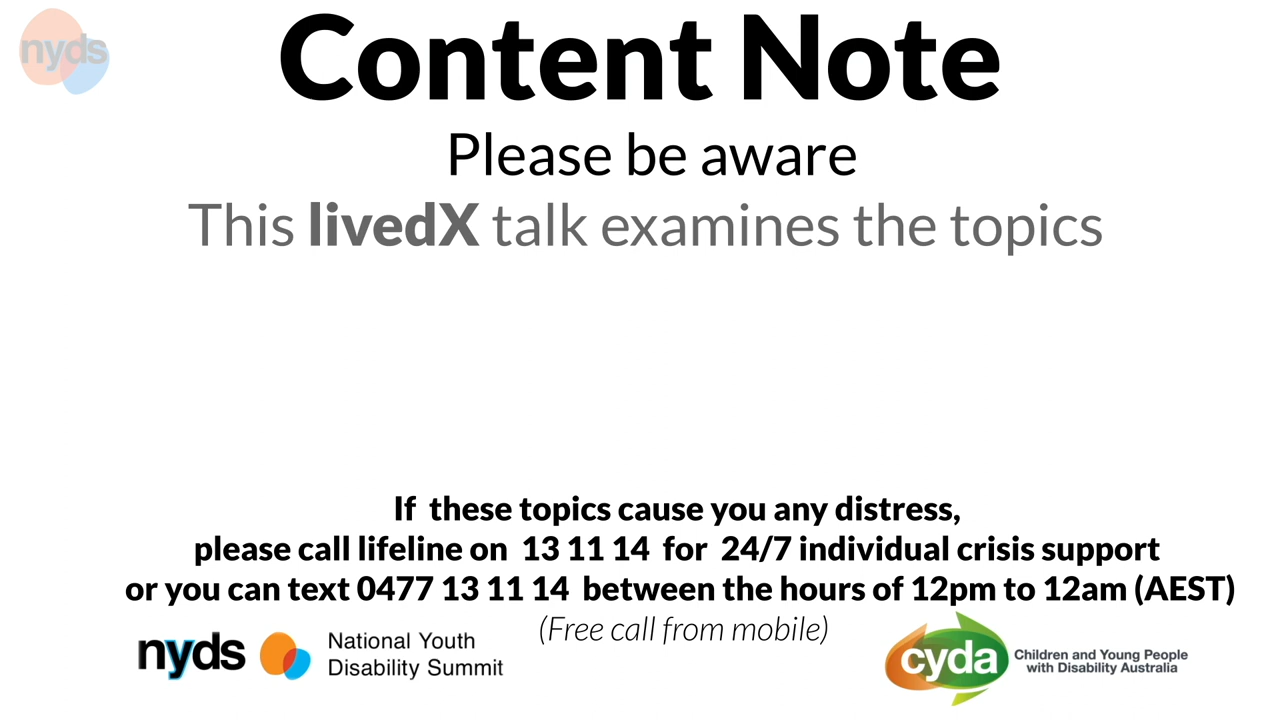 nyds
Content Note
Please be aware
This livedX talk examines the topics
If these topics cause you any distress,
please call lifeline on 13 11 14 for 24/7 individual crisis support
or you can text 0477 13 11 14 between the hours of 12pm to 12am (AEST)
(Free call from mobile)
nyds
National Youth
Disability Summit
cyda
Children and Young People
with Disability Australia